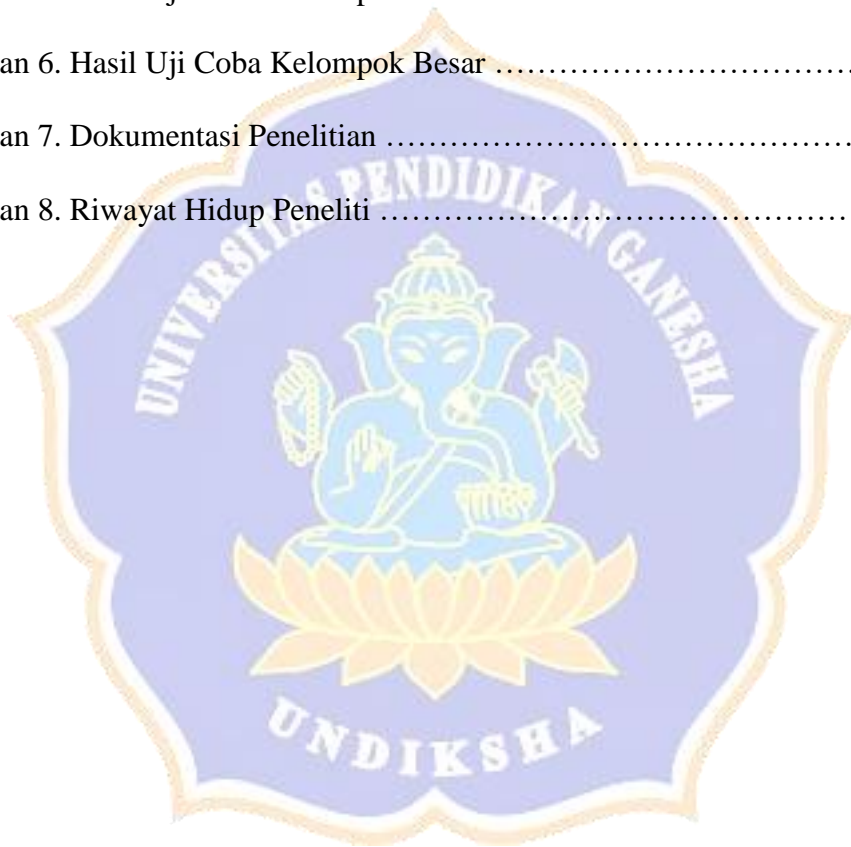 an 6. Hasil Uji Coba Kelompok Besar ……………………………
an 7. Dokumentasi Penelitian ………………………………………
an 8. Riwayat Hidup Peneliti ………………………………………
UNIVERSITAS PENDIDIKAN GANESHA
UNDIKSHA